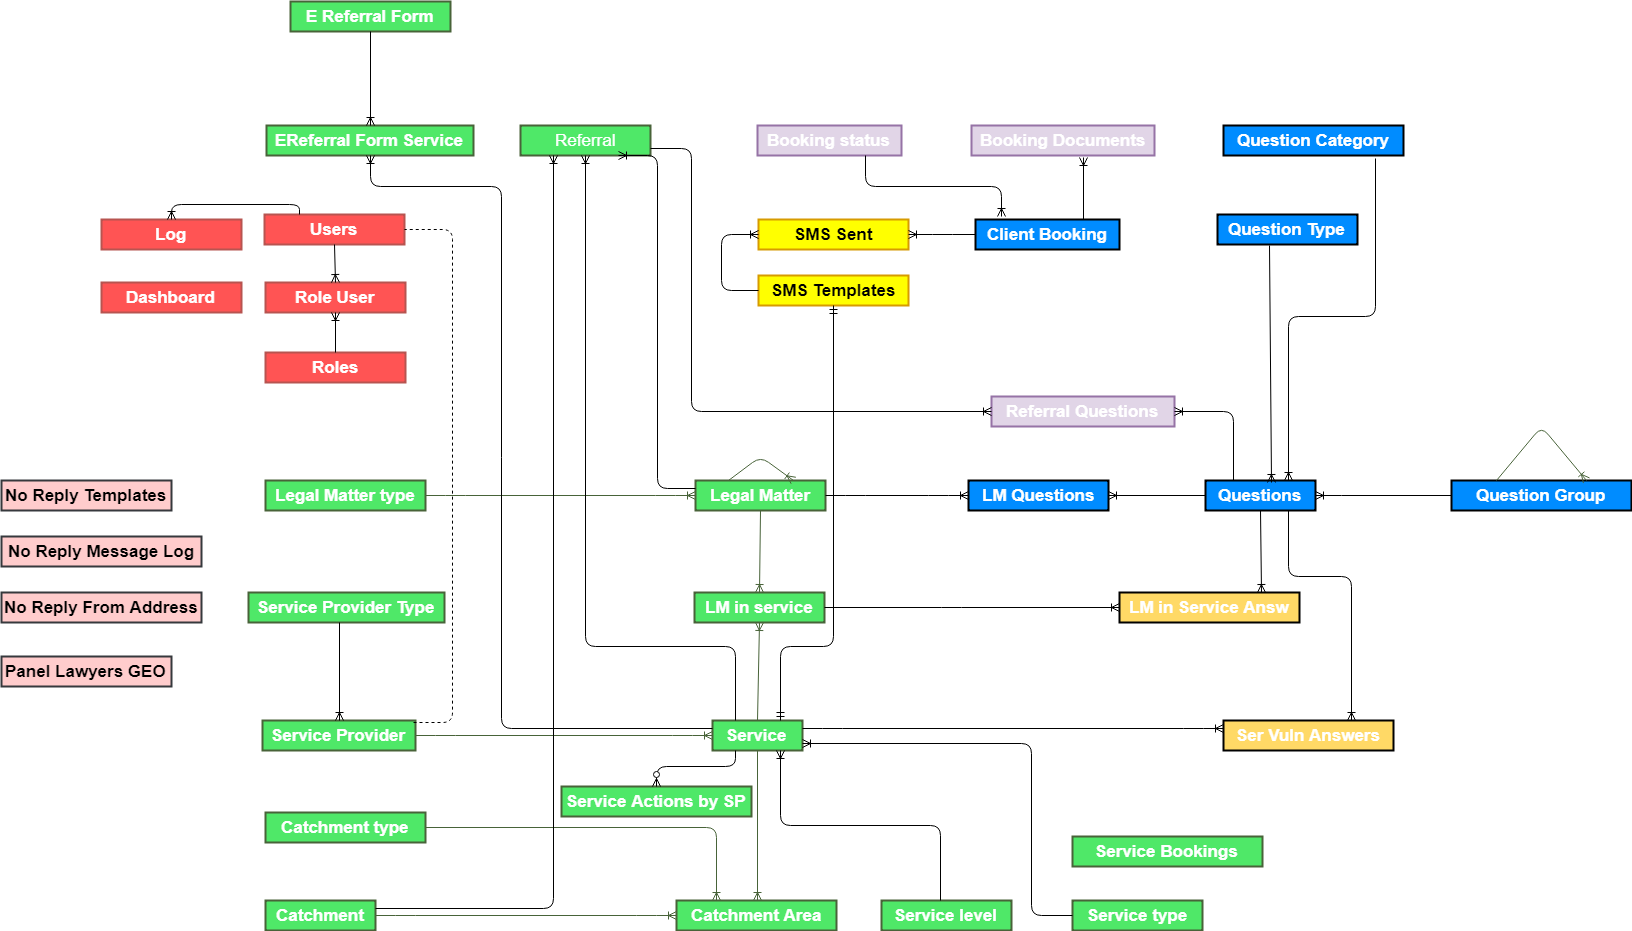 E Referral Form
EReferral Form Service
Referral
Booking status
Booking Documents
Question Category
Log
Users
SMS Sent
Client Booking
Question Type
Dashboard
Role User
SMS Templates
Roles
Referral Questions
No Reply Templates
Legal Matter type
Legal Matter
LM Questions
Questions
Question Group
No Reply Message Log
No Reply From Address
Service Provider Type
LM in service
LM in Service Answ
Panel Lawyers GEO
Service Provider
Service
Ser Vuln Answers
Service Actions by SP
Catchment type
Service Bookings
Catchment
Catchment Area
Service level
Service type